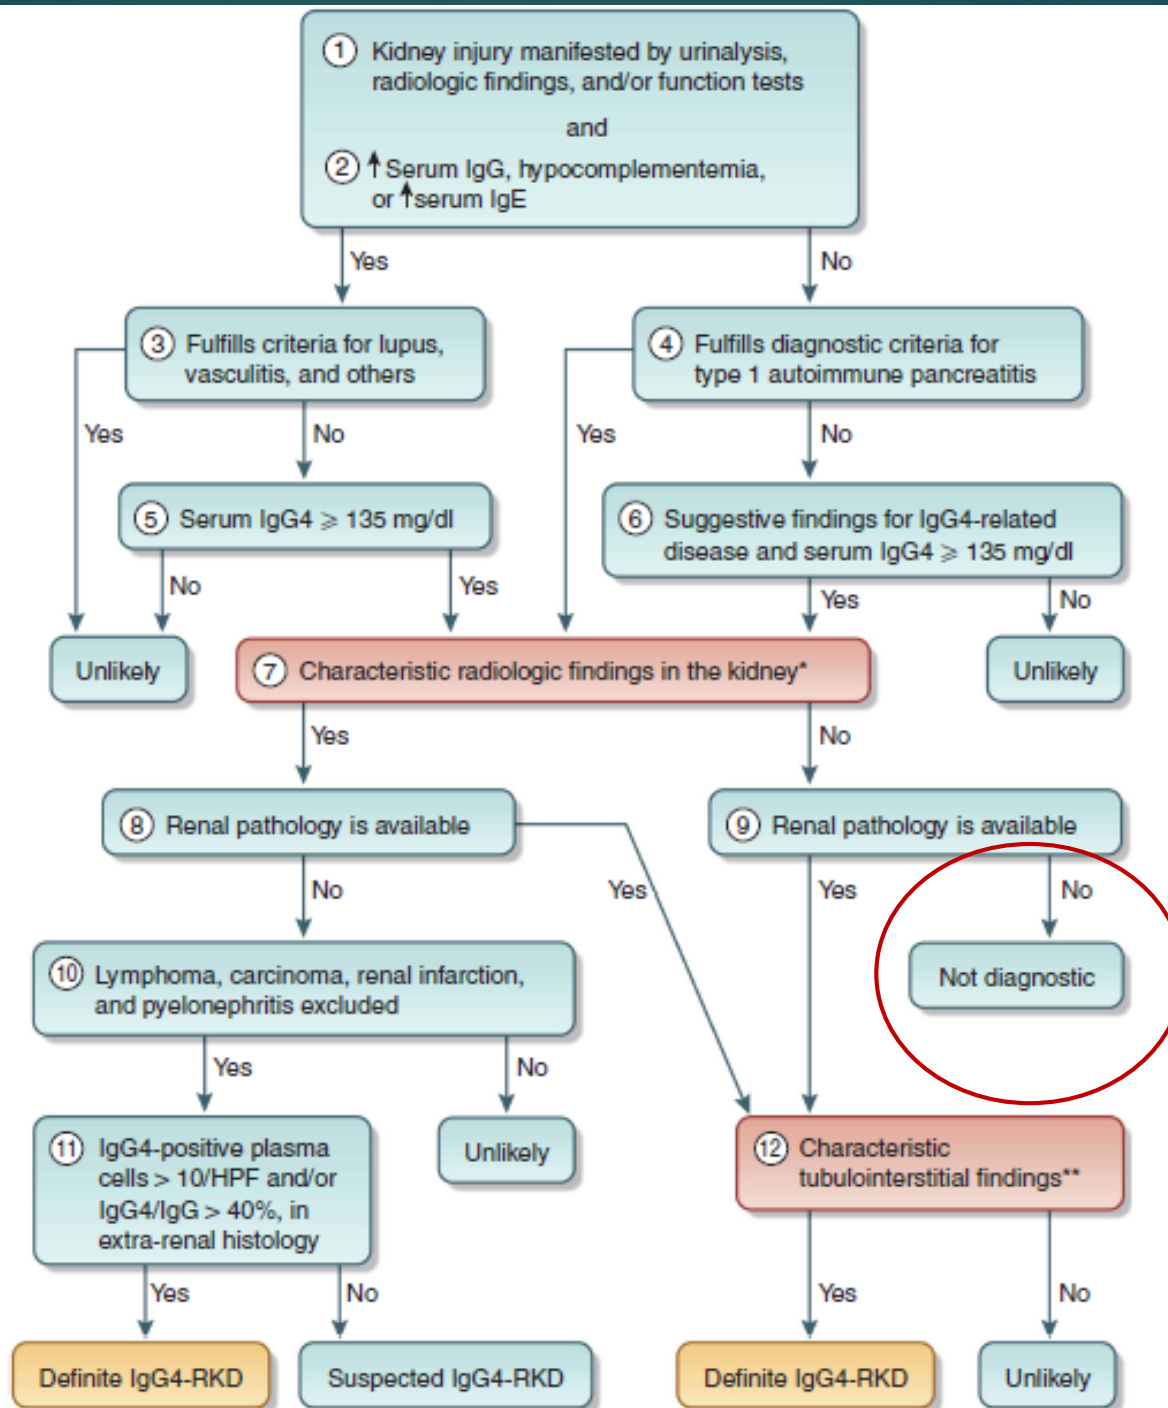 ① Kidney injury manifested by urinalysis,
radiologic findings, and/or function tests
and
② ↑Serum IgG, hypocomplementemia,
or ↑serum IgE
Yes
No
③ Fulfills criteria for lupus,
vasculitis, and others
④ Fulfills diagnostic criteria for
type 1 autoimmune pancreatitis
Yes
No
Yes
No
⑤ Serum IgG4 ⩾ 135 mg/dl
⑥ Suggestive findings for IgG4-related
disease and serum IgG4 ⩾ 135 mg/dl
No
Yes
Yes
No
Unlikely
⑦ Characteristic radiologic findings in the kidney*
Unlikely
Yes
No
⑧ Renal pathology is available
⑨ Renal pathology is available
No
Yes
Yes
No
⑩ Lymphoma, carcinoma, renal infarction,
and pyelonephritis excluded
Not diagnostic
Yes
No
⑪ IgG4-positive plasma
cells > 10/HPF and/or
IgG4/IgG > 40%, in
extra-renal histology
Unlikely
⑫ Characteristic
tubulointerstitial findings**
Yes
No
Yes
No
Definite IgG4-RKD
Suspected IgG4-RKD
Definite IgG4-RKD
Unlikely